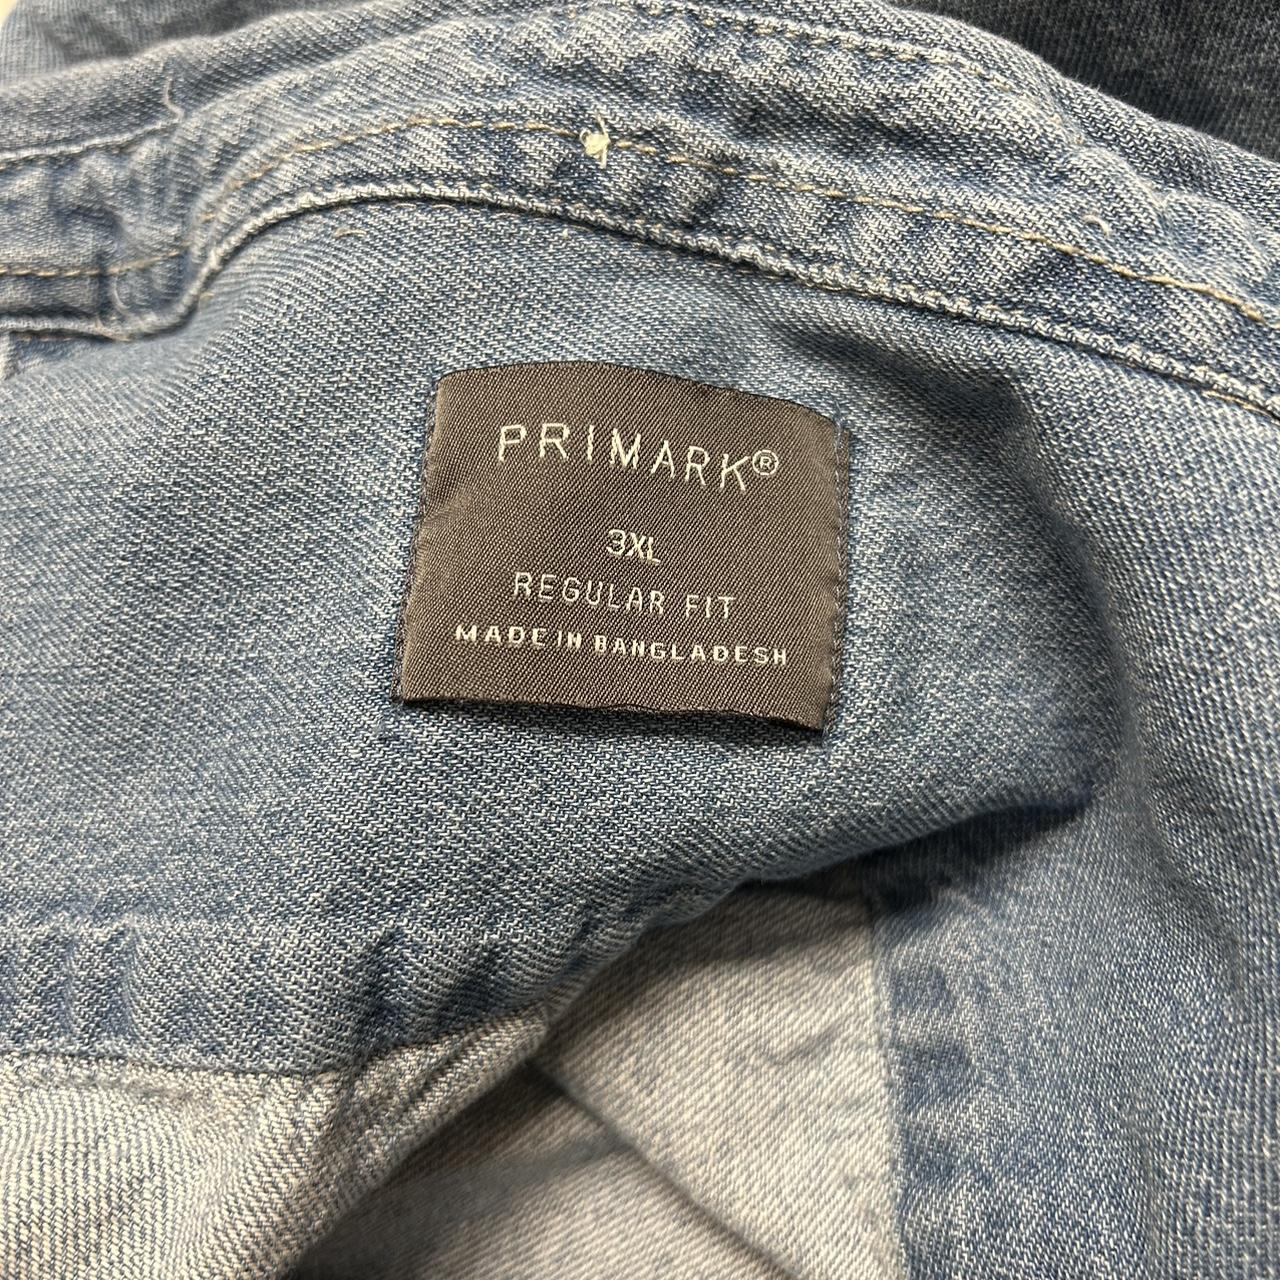 PRIMARK®
3XL
REGULAR FIT
MADE IN BANGLADESH